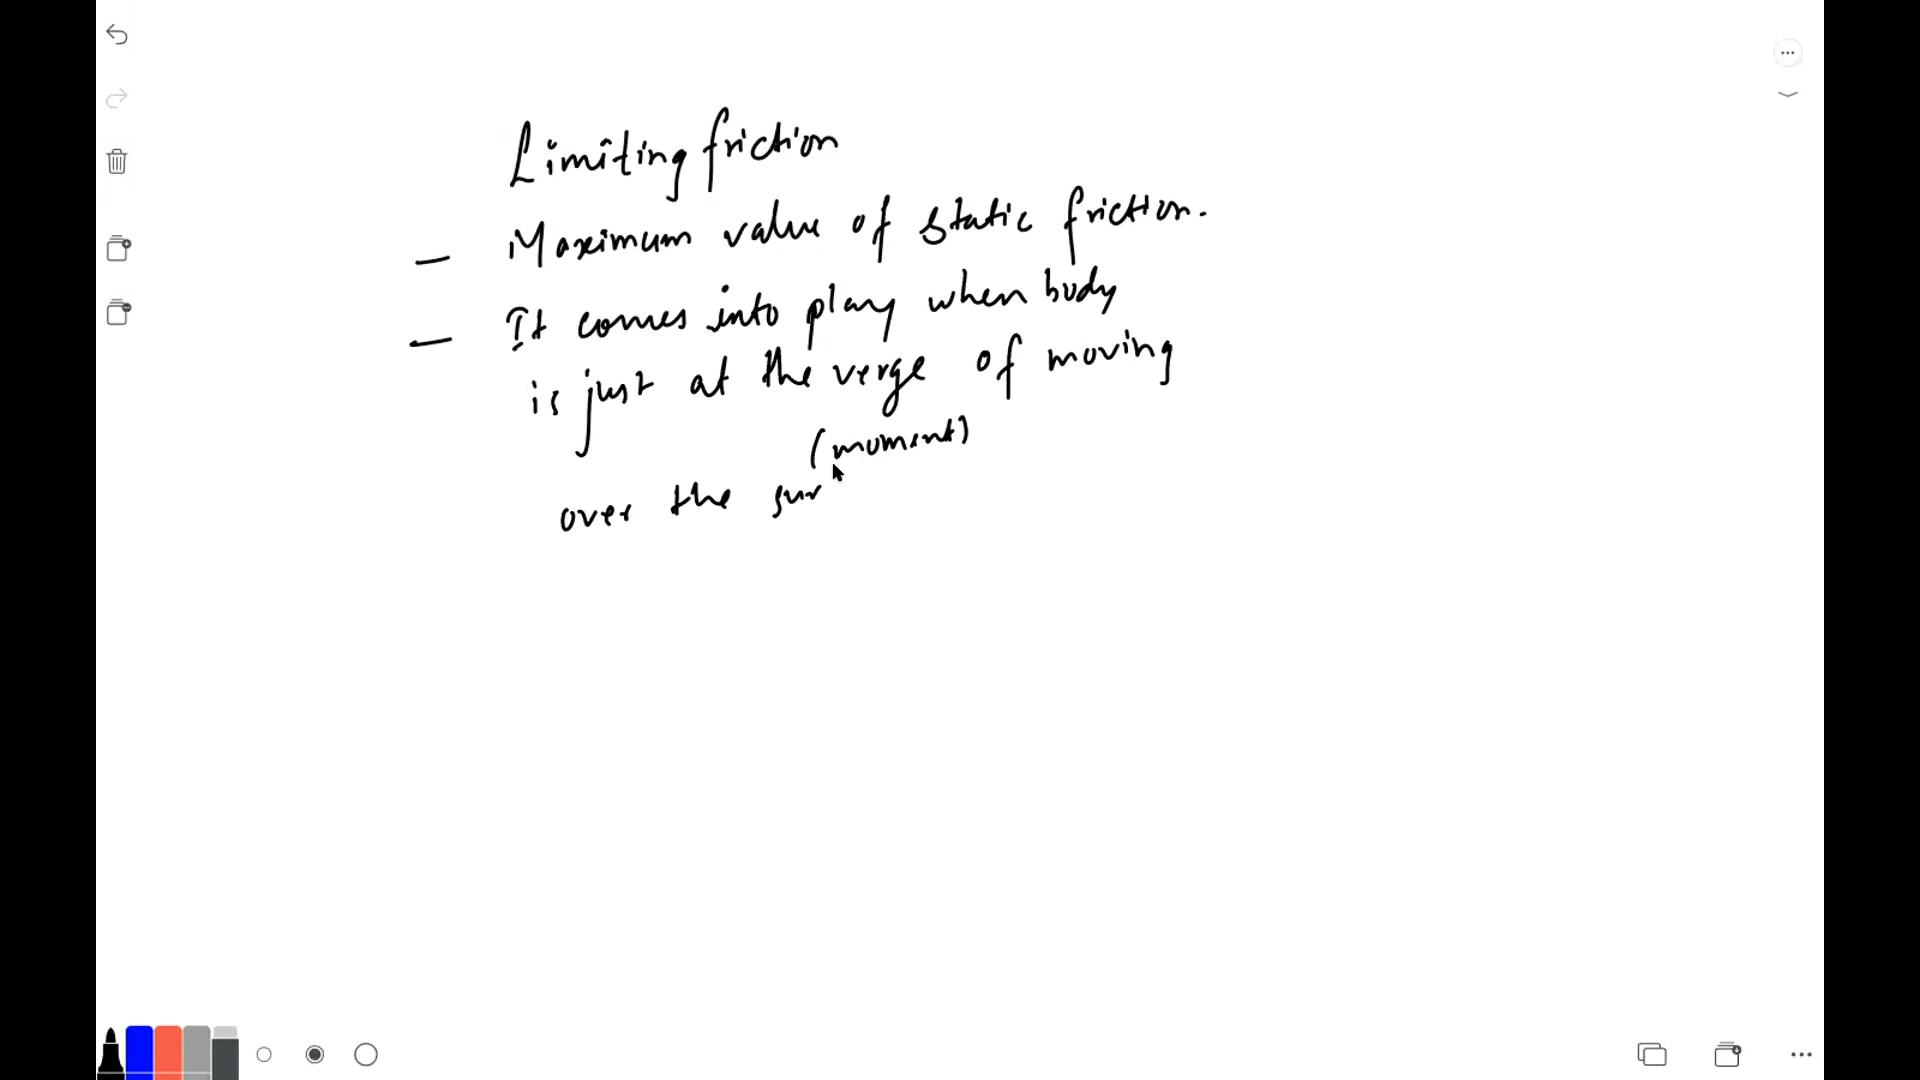 Limiting friction
— Maximum value of static friction.
— It comes into play when body
is just at the verge of moving
(moment)
over the sur